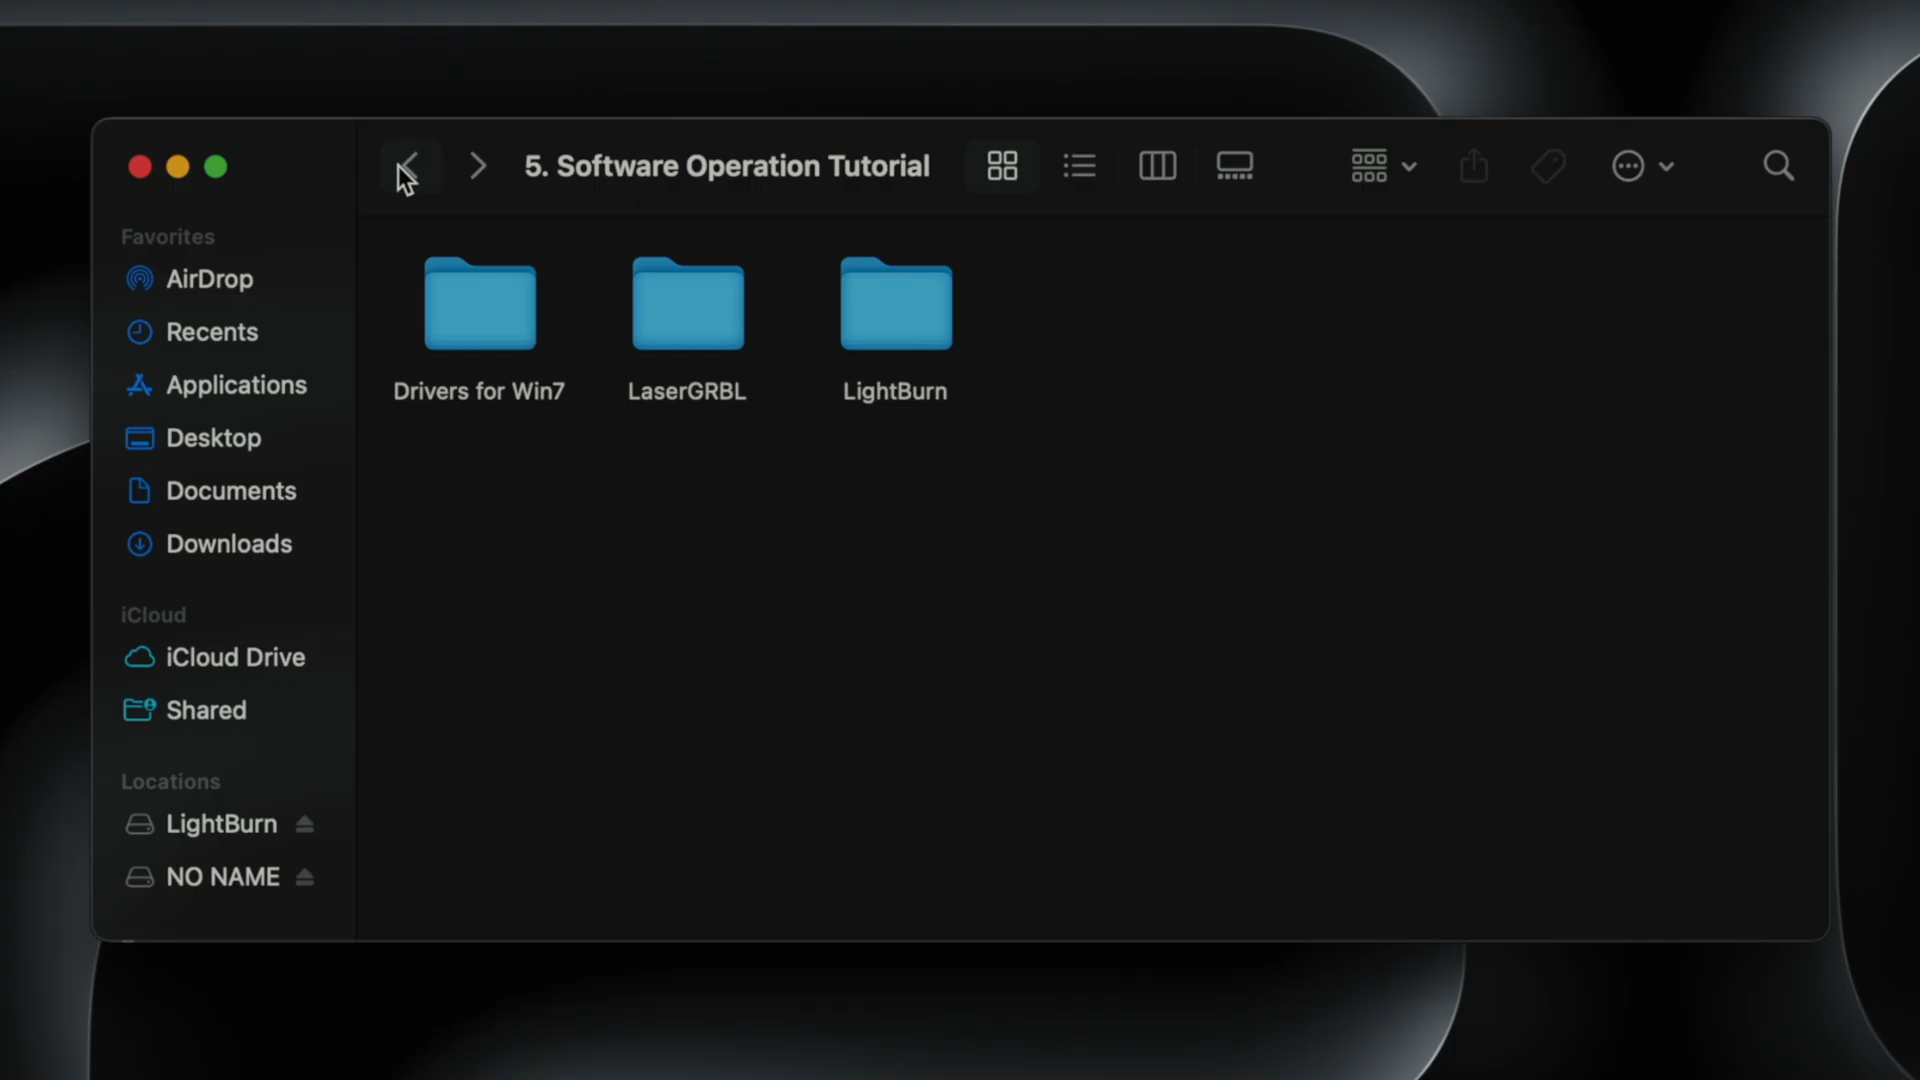 5. Software Operation Tutorial
Favorites
AirDrop
Recents
Applications
Desktop
Documents
Downloads
iCloud
iCloud Drive
Shared
Locations
LightBurn
NO NAME
Drivers for Win7
LaserGRBL
LightBurn